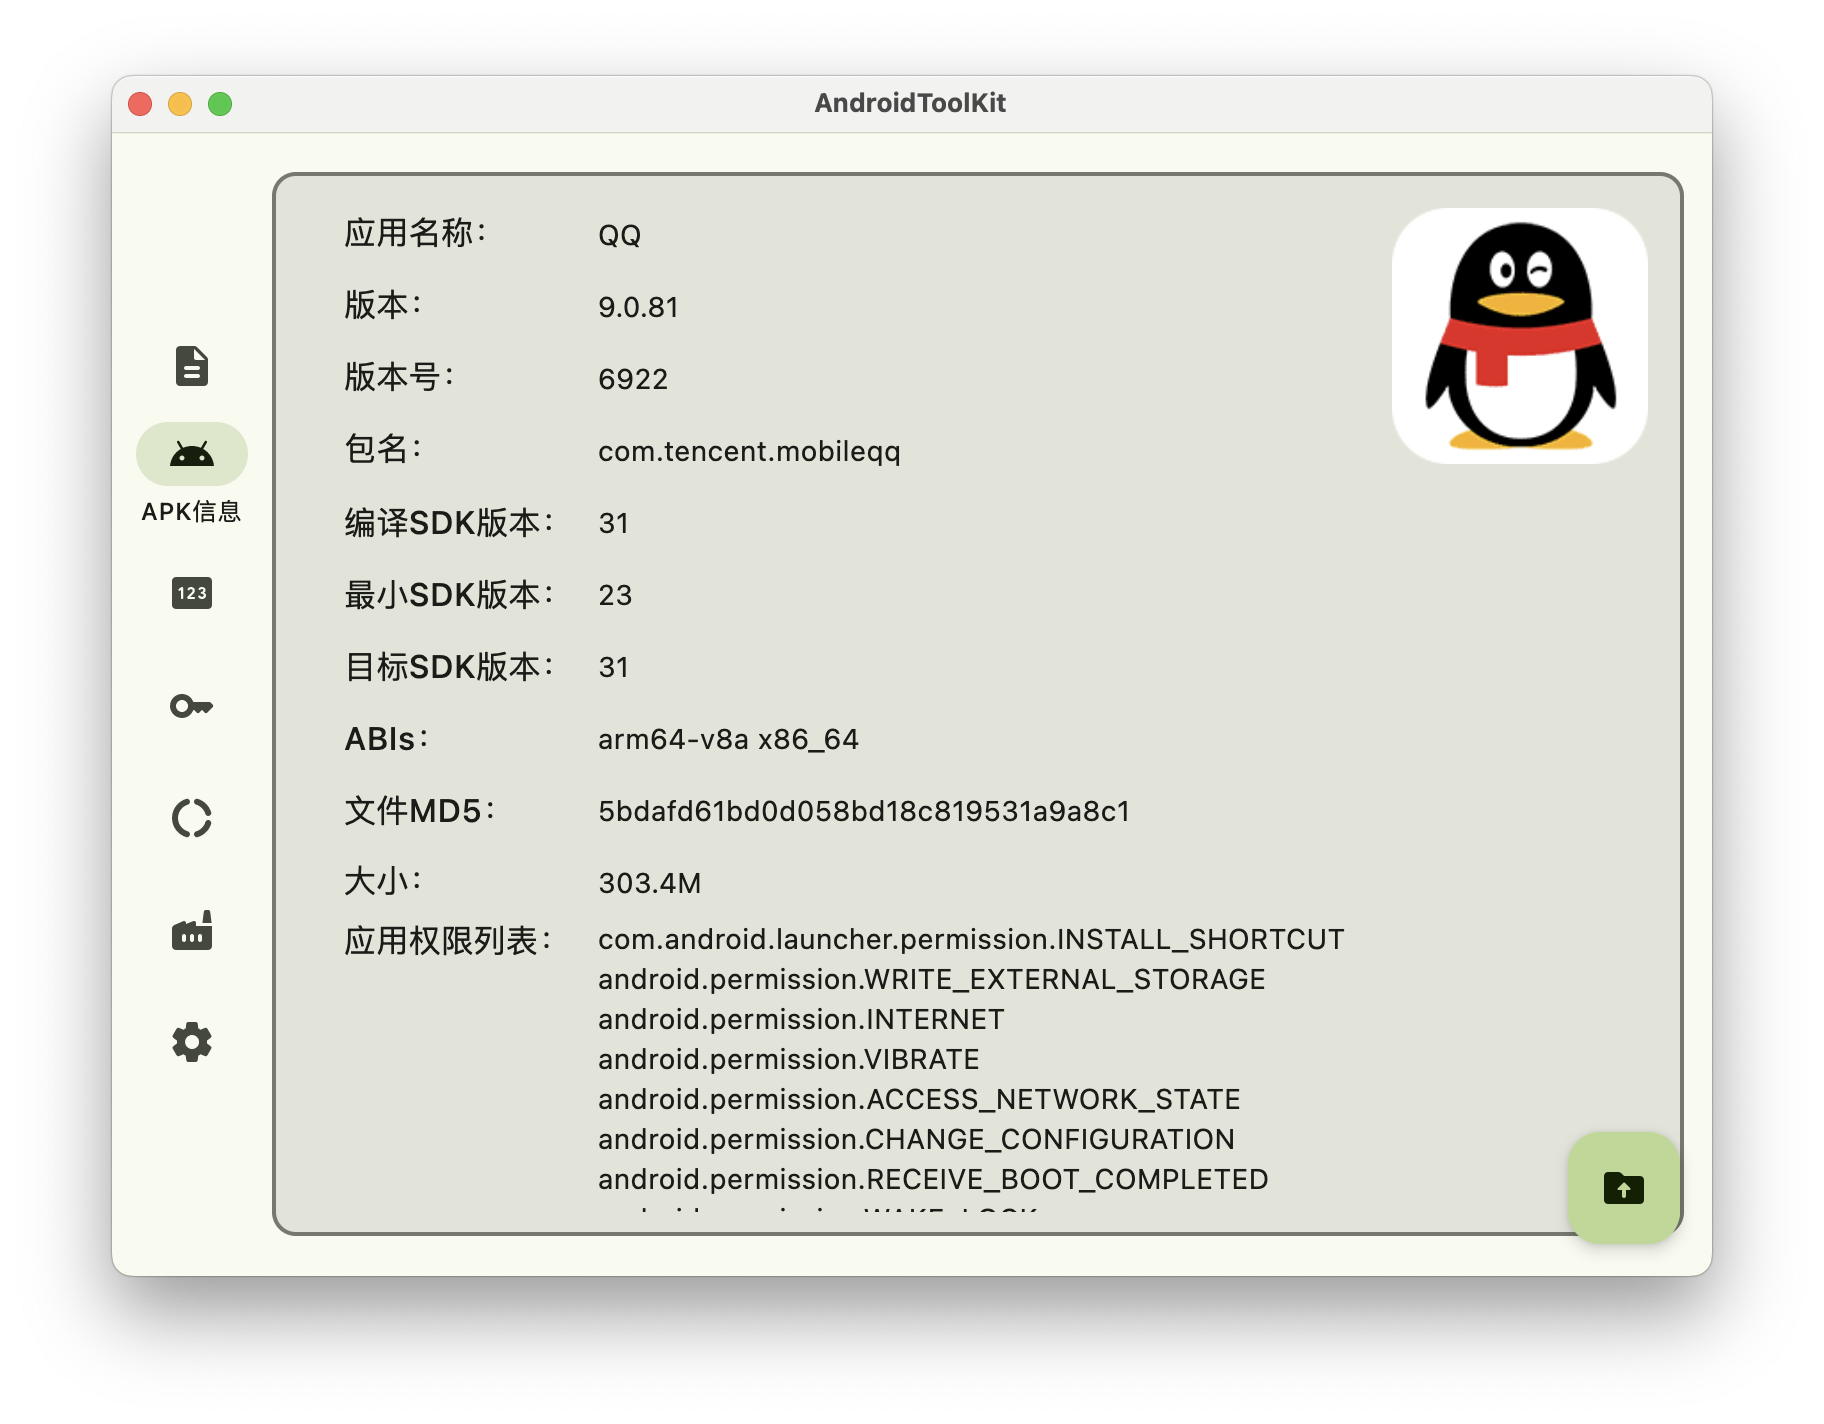 AndroidToolKit
应用名称： QQ
版本： 9.0.81
版本号： 6922
包名： com.tencent.mobileqq
编译SDK版本： 31
最小SDK版本： 23
目标SDK版本： 31
ABIs： arm64-v8a x86_64
文件MD5： 5bdafd61bd0d058bd18c819531a9a8c1
大小： 303.4M
应用权限列表： com.android.launcher.permission.INSTALL_SHORTCUT
android.permission.WRITE_EXTERNAL_STORAGE
android.permission.INTERNET
android.permission.VIBRATE
android.permission.ACCESS_NETWORK_STATE
android.permission.CHANGE_CONFIGURATION
android.permission.RECEIVE_BOOT_COMPLETED
APK信息
123